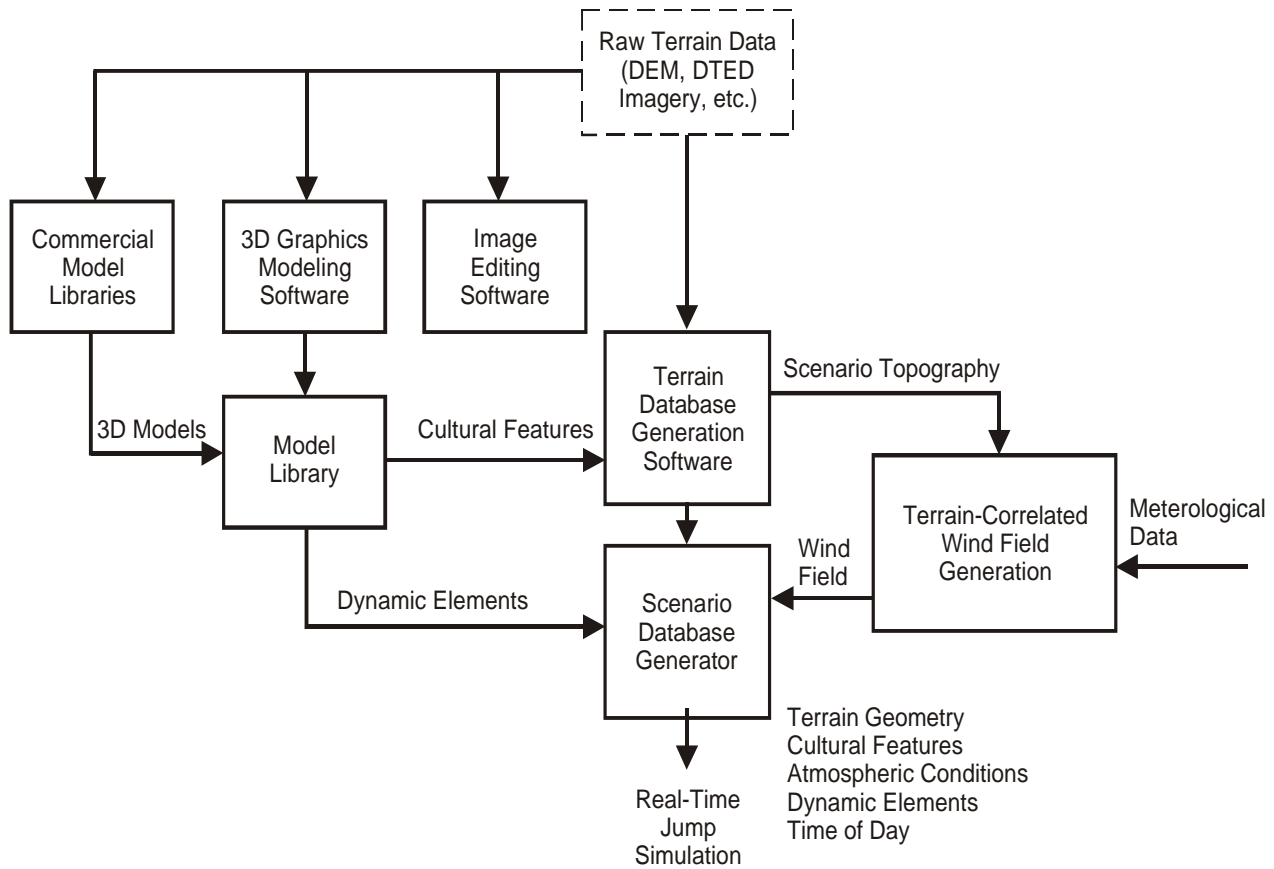 Raw Terrain Data
(DEM, DTED
Imagery, etc.)
Commercial
Model
Libraries
3D Graphics
Modeling
Software
Image
Editing
Software
Terrain
Database
Generation
Software
Scenario Topography
3D Models
Model
Library
Cultural Features
Terrain-Correlated
Wind Field
Generation
Meterological
Data
Wind
Field
Dynamic Elements
Scenario
Database
Generator
Terrain Geometry
Cultural Features
Atmospheric Conditions
Dynamic Elements
Time of Day
Real-Time
Jump
Simulation